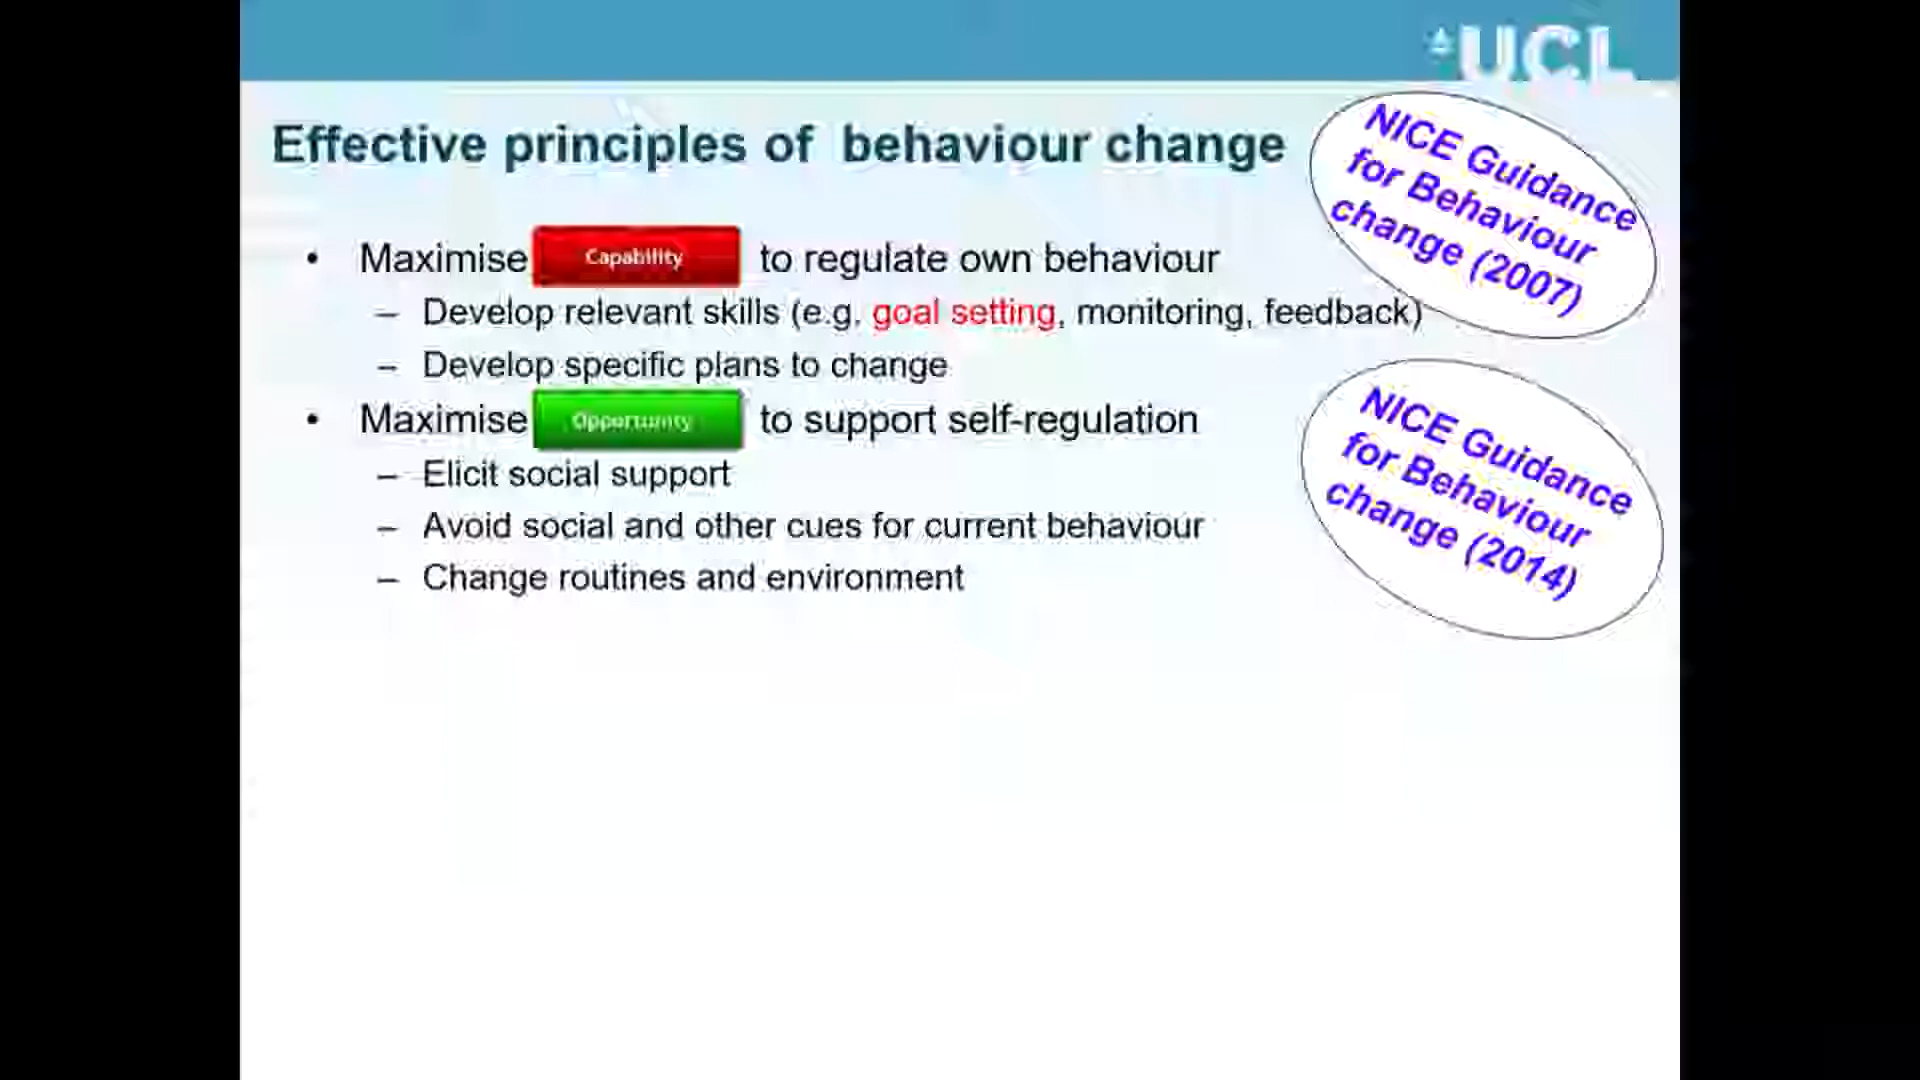 UCL
Effective principles of behaviour change
NICE Guidance
for Behaviour
change (2007)
• Maximise Capability to regulate own behaviour
– Develop relevant skills (e.g. goal setting, monitoring, feedback)
– Develop specific plans to change
• Maximise Opportunity to support self-regulation
– Elicit social support
– Avoid social and other cues for current behaviour
– Change routines and environment
NICE Guidance
for Behaviour
change (2014)